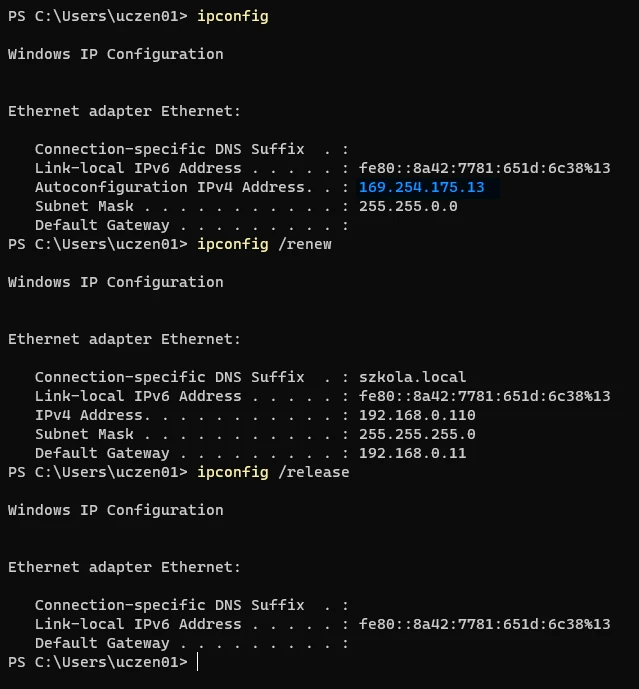 PS C:\Users\uczen01> ipconfig
Windows IP Configuration
Ethernet adapter Ethernet:
Connection-specific DNS Suffix  . :
Link-local IPv6 Address . . . . . : fe80::8a42:7781:651d:6c38%13
Autoconfiguration IPv4 Address. . : 169.254.175.13
Subnet Mask . . . . . . . . . . . : 255.255.0.0
Default Gateway . . . . . . . . . :
PS C:\Users\uczen01> ipconfig /renew
Windows IP Configuration
Ethernet adapter Ethernet:
Connection-specific DNS Suffix  . : szkola.local
Link-local IPv6 Address . . . . . : fe80::8a42:7781:651d:6c38%13
IPv4 Address. . . . . . . . . . . : 192.168.0.110
Subnet Mask . . . . . . . . . . . : 255.255.255.0
Default Gateway . . . . . . . . . : 192.168.0.11
PS C:\Users\uczen01> ipconfig /release
Windows IP Configuration
Ethernet adapter Ethernet:
Connection-specific DNS Suffix  . :
Link-local IPv6 Address . . . . . : fe80::8a42:7781:651d:6c38%13
Default Gateway . . . . . . . . . :
PS C:\Users\uczen01>